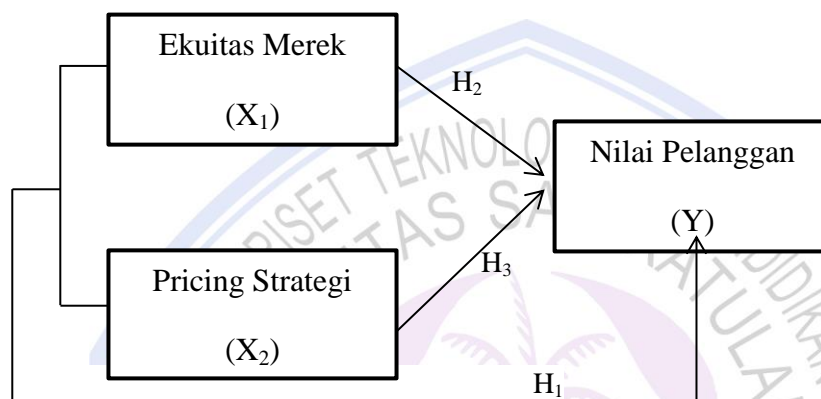 Ekuitas Merek
(X₁)
H₂
Nilai Pelanggan
(Y)
Pricing Strategi
(X₂)
H₃
H₁